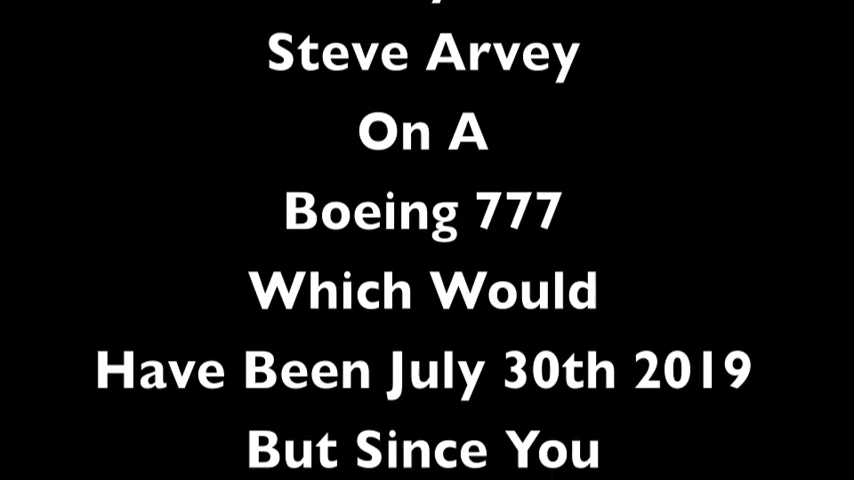 Steve Arvey
On A
Boeing 777
Which Would
Have Been July 30th 2019
But Since You